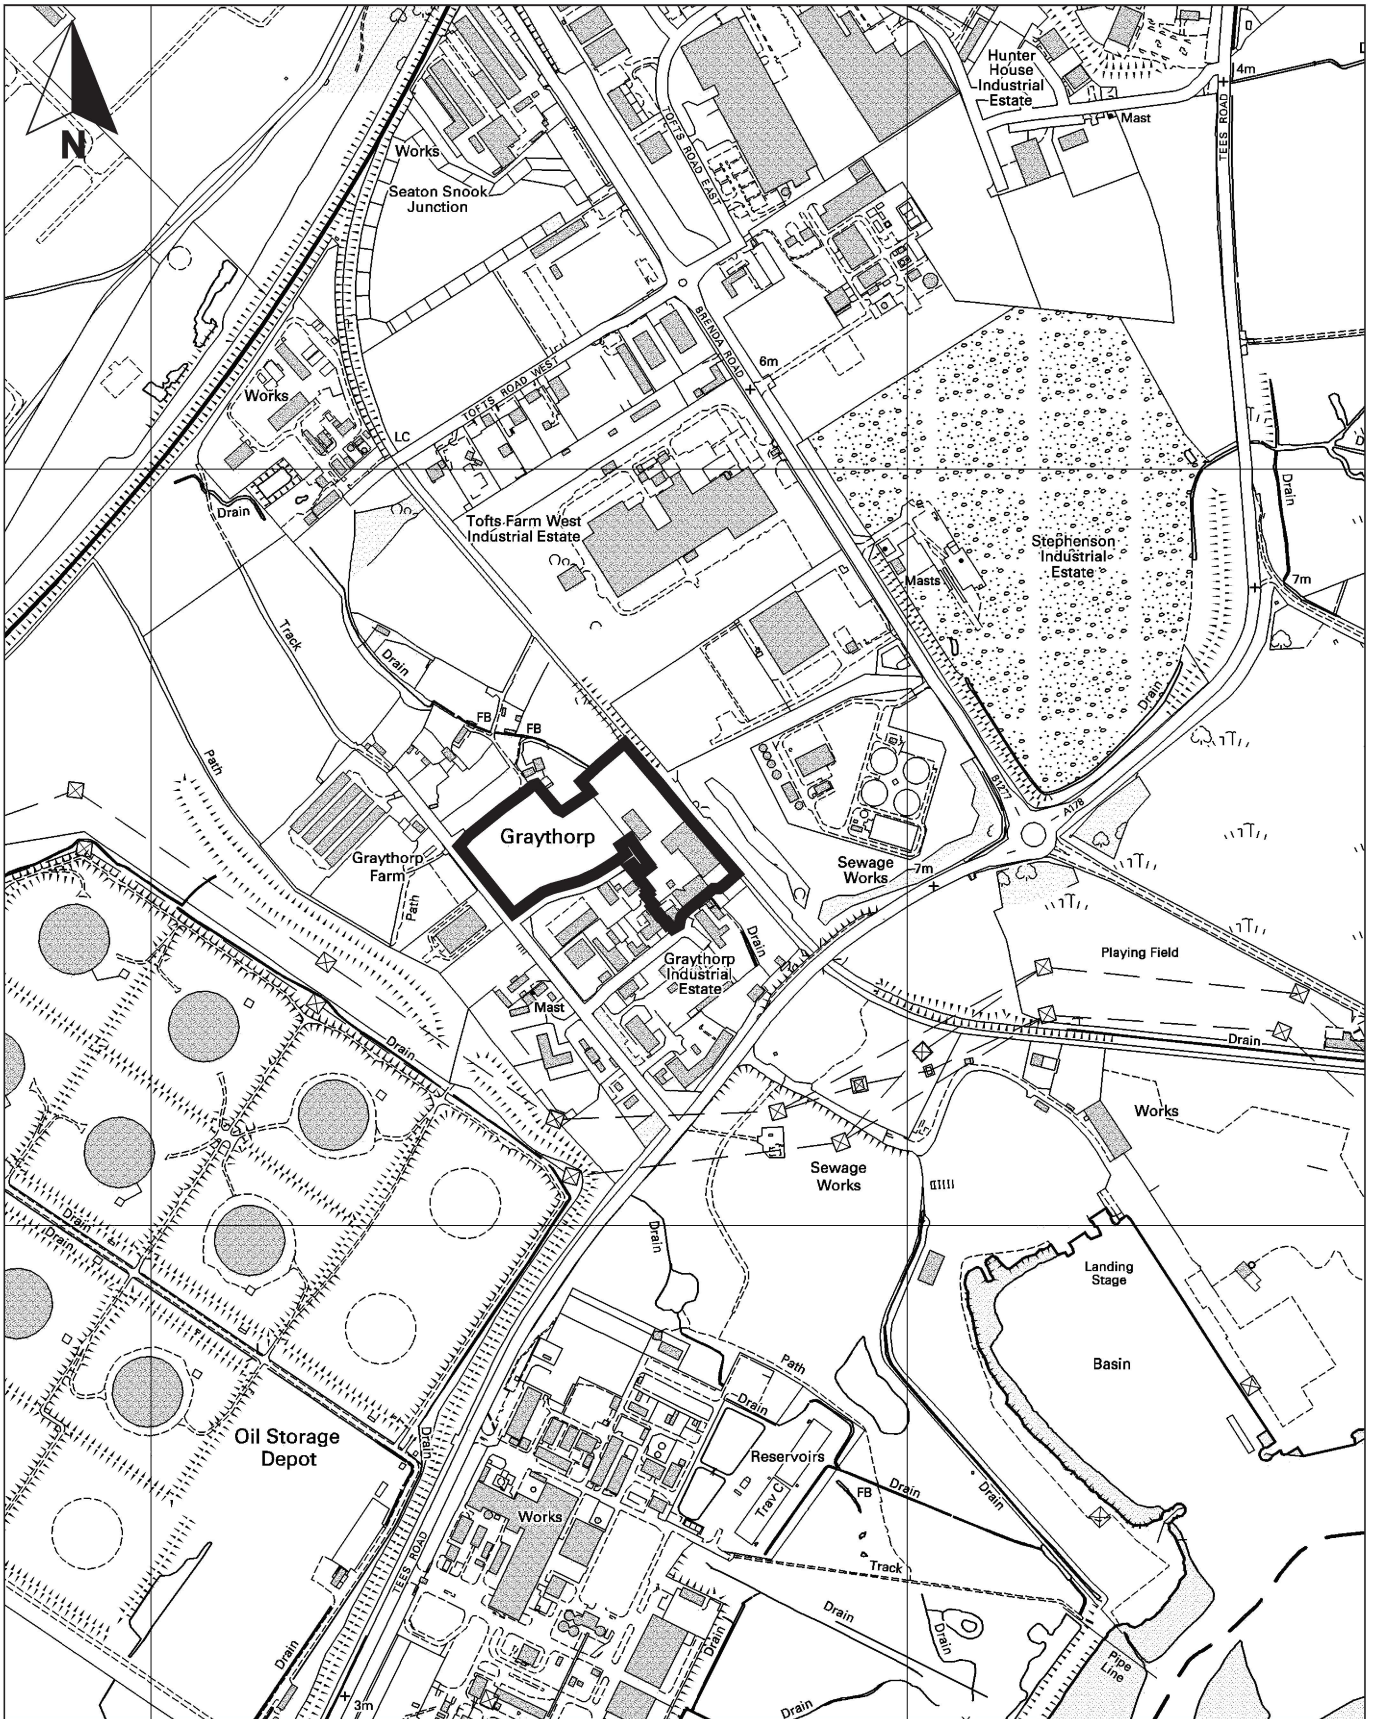 N
Hunter
House
Industrial
Estate
4m
Mast
TEES ROAD
Works
Seaton Snook
Junction
TOFTS ROAD EAST
BRENDA ROAD
6m
TOFTS ROAD WEST
Works
LC
Drain
Tofts Farm West
Industrial Estate
Drain
Stephenson
Industrial
Estate
Masts
7m
Track
Drain
Drain
FB
FB
Path
B1277
A178
Graythorp
Graythorp
Farm
Path
Sewage
Works
7m
Drain
Graythorp
Industrial
Estate
Playing Field
Mast
Drain
Drain
Works
Sewage
Works
Drain
Drain
Drain
Landing
Stage
Basin
Path
Drain
Oil Storage
Depot
Drain
Reservoirs
Trav C
FB
Drain
Drain
Works
TEES ROAD
Track
Drain
Drain
Drain
Drain
Pipe
Line
3m
Drain